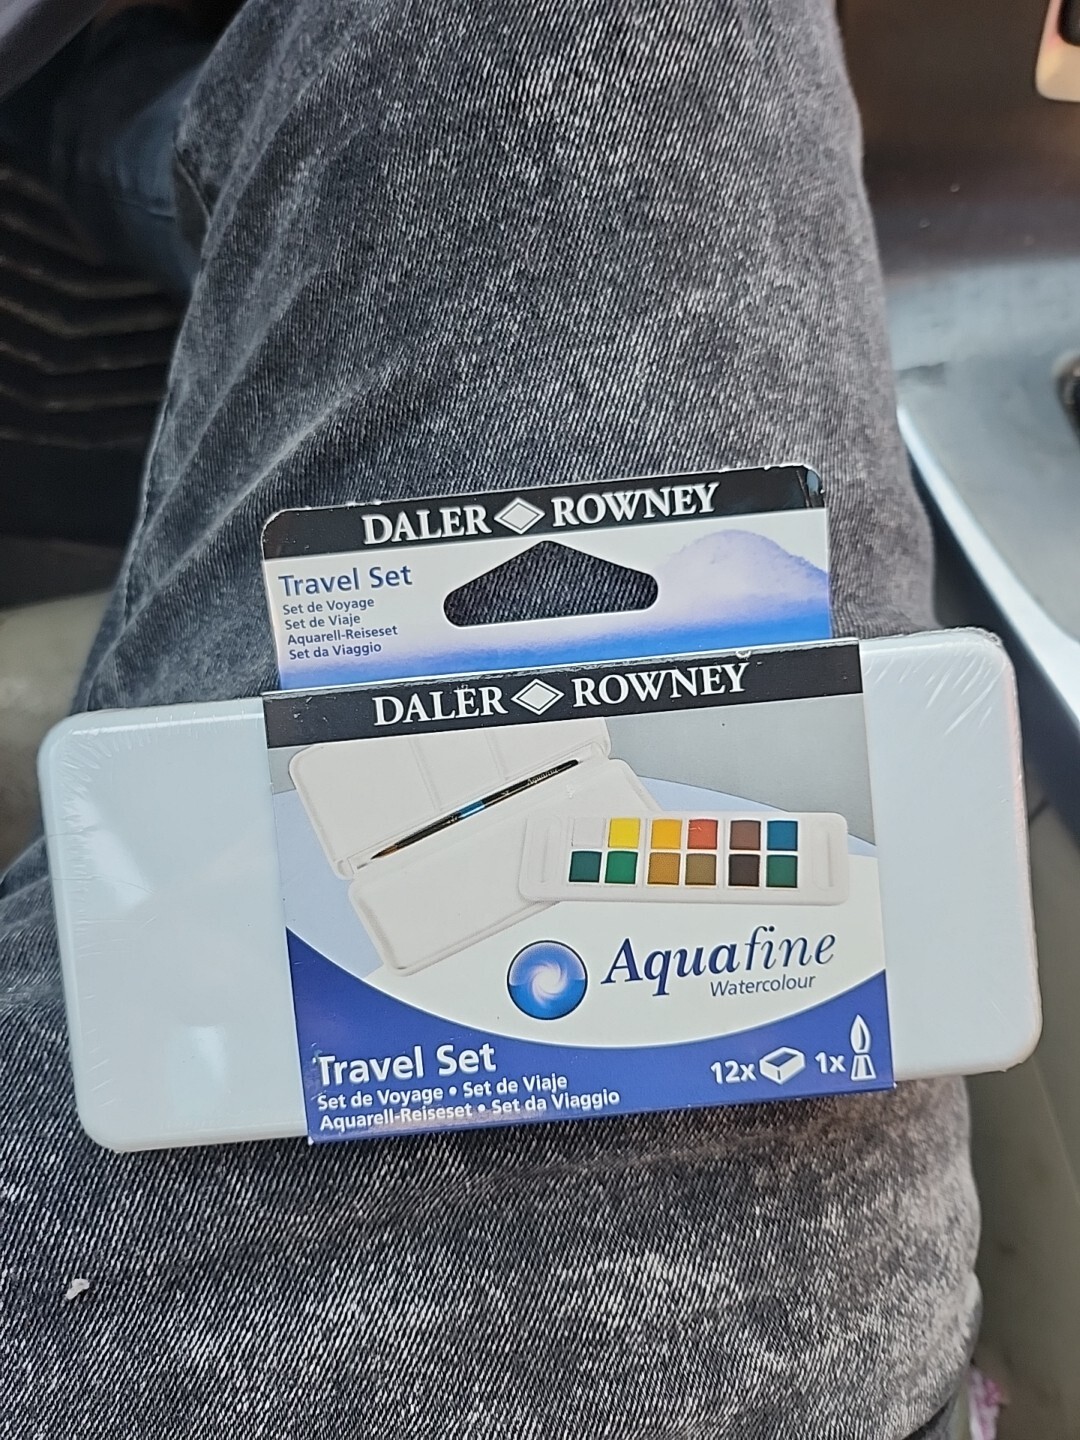 DALER ROWNEY
Travel Set
Set de Voyage
Set de Viaje
Aquarell-Reiseset
Set da Viaggio
DALER ROWNEY
Aquafine
Aquafine
Watercolour
Travel Set
Set de Voyage • Set de Viaje
Aquarell-Reiseset • Set da Viaggio
12x 1x